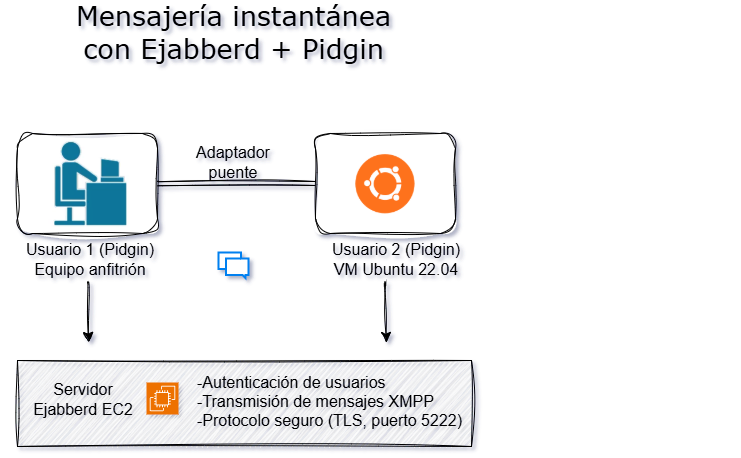 Mensajería instantánea
con Ejabberd + Pidgin
Adaptador
puente
Usuario 1 (Pidgin)
Equipo anfitrión
Usuario 2 (Pidgin)
VM Ubuntu 22.04
Servidor
Ejabberd EC2
-Autenticación de usuarios
-Transmisión de mensajes XMPP
-Protocolo seguro (TLS, puerto 5222)